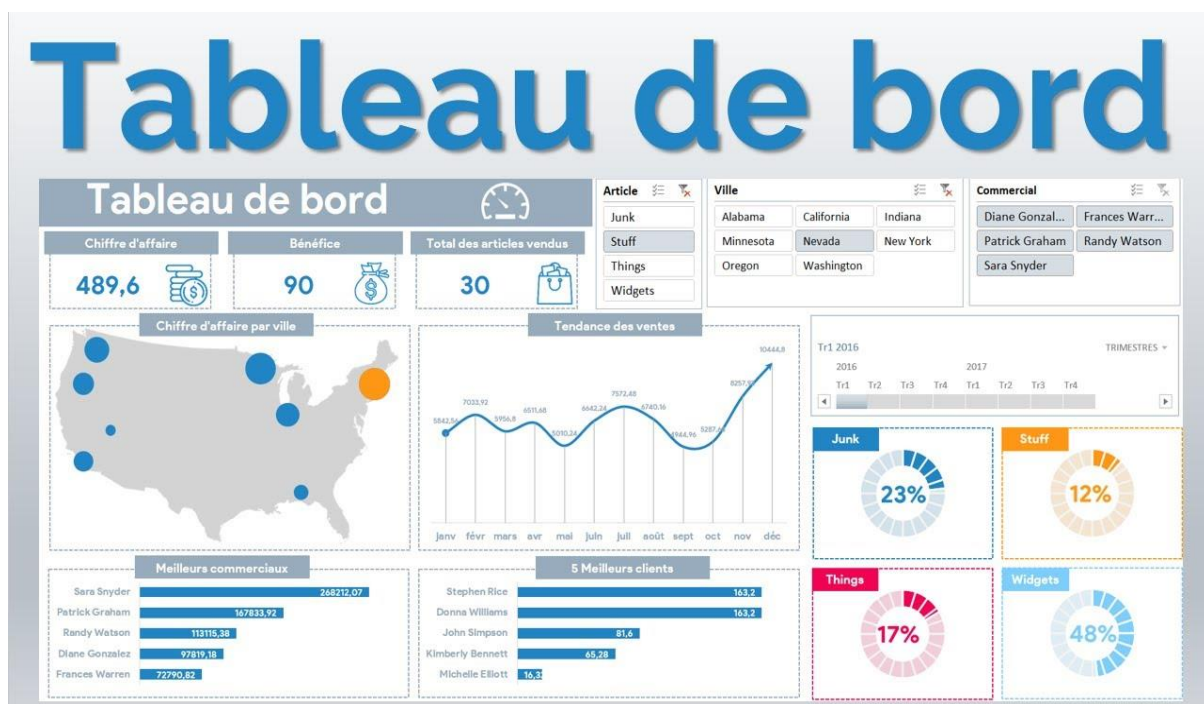 Tableau de bord
Tableau de bord
Chiffre d'affaire
489,6
Bénéfice
90
Total des articles vendus
30
Article
Junk
Stuff
Things
Widgets
Ville
Alabama California Indiana
Minnesota Nevada New York
Oregon Washington
Commercial
Diane Gonzal... Frances Warr...
Patrick Graham Randy Watson
Sara Snyder
Chiffre d'affaire par ville
Tendance des ventes
5842,56 7033,92 5956,8 6511,68 5010,24 6642,24 7572,48 6740,16 4944,96 10444,8
janv févr mars avr mai juin juil août sept oct nov déc
Tr1 2016 TRIMESTRES
2016 2017
Tr1 Tr2 Tr3 Tr4 Tr1 Tr2 Tr3 Tr4
Junk
23%
Stuff
12%
Meilleurs commerciaux
Sara Snyder 268212,07
Patrick Graham 167833,92
Randy Watson 113115,38
Diane Gonzalez 97819,18
Frances Warren 72790,82
5 Meilleurs clients
Stephen Rice 163,2
Donna Williams 163,2
John Simpson 81,6
Kimberly Bennett 65,28
Michelle Elliott
Things
17%
Widgets
48%